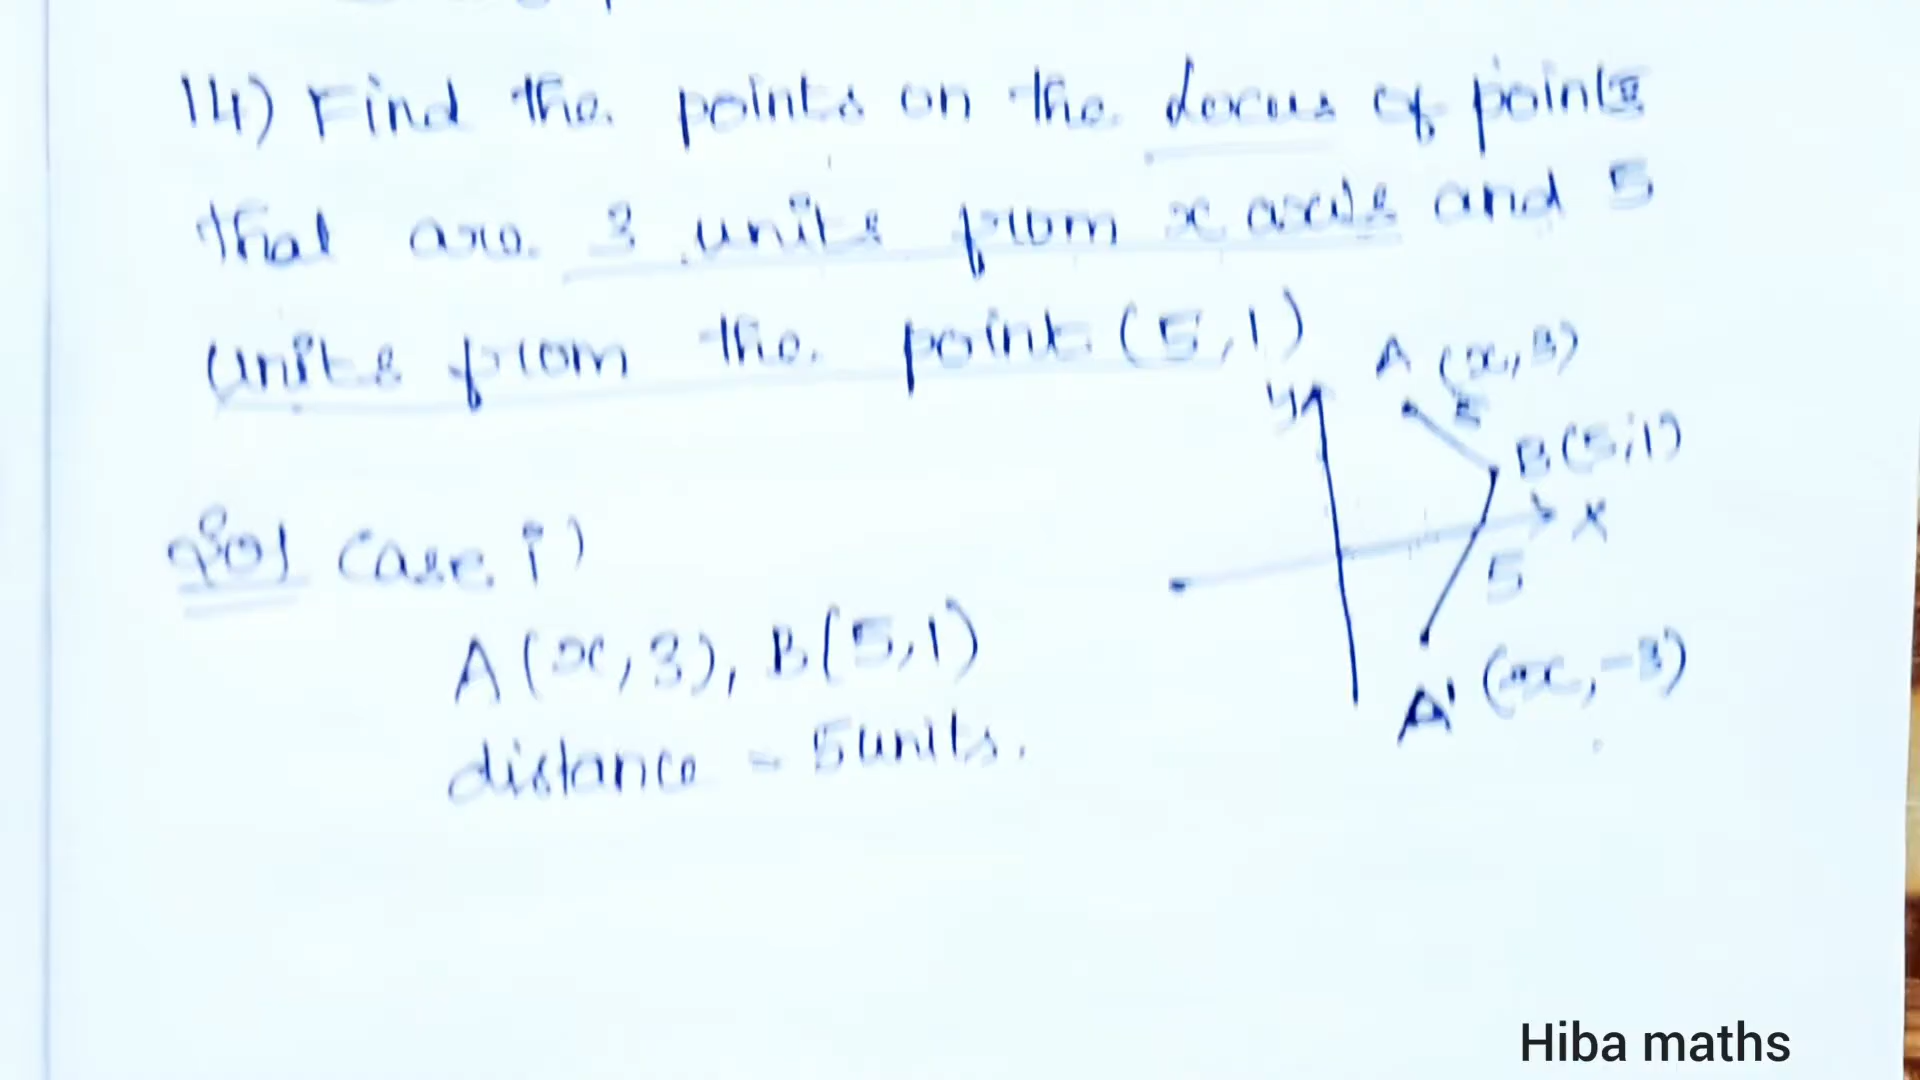 14) Find the points on the Locus of points
that are 3 units from x axis and 5
units from the point (5,1)
A (x,3)
y
5
B(5,1)
X
5
A' (x,-3)
Sol Case i)
A(x,3), B(5,1)
distance = 5 units.
Hiba maths